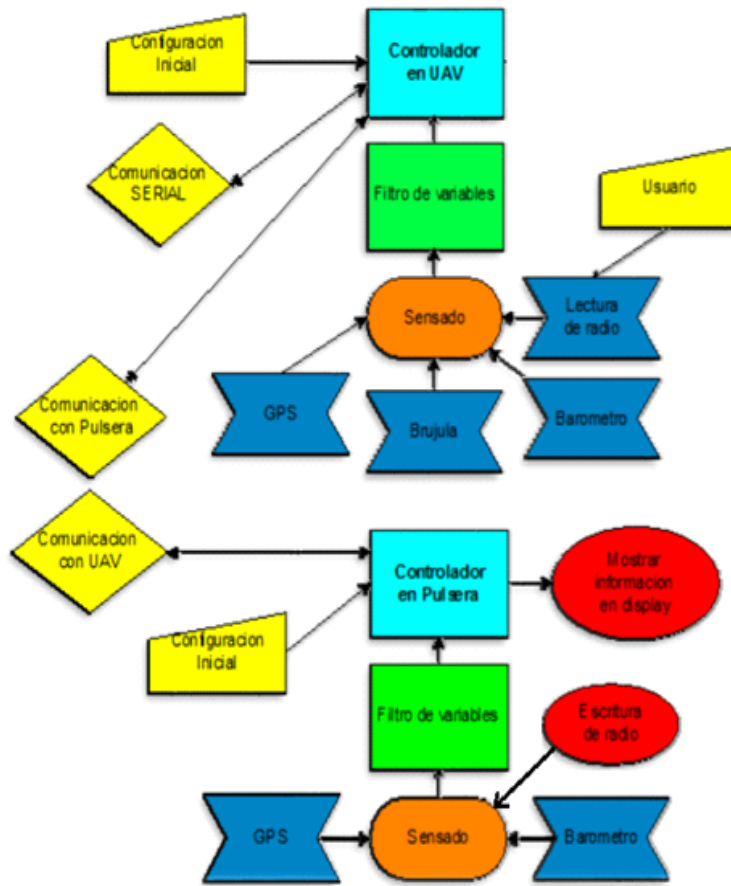 Configuracion
Inicial
Controlador
en UAV
Comunicacion
SERIAL
Filtro de variables
Usuario
Sensado
Lectura
de radio
Comunicacion
con Pulsera
GPS
Brujula
Barometro
Comunicacion
con UAV
Controlador
en Pulsera
Mostrar
informacion
en display
Configuracion
Inicial
Filtro de variables
Escritura
de radio
GPS
Sensado
Barometro